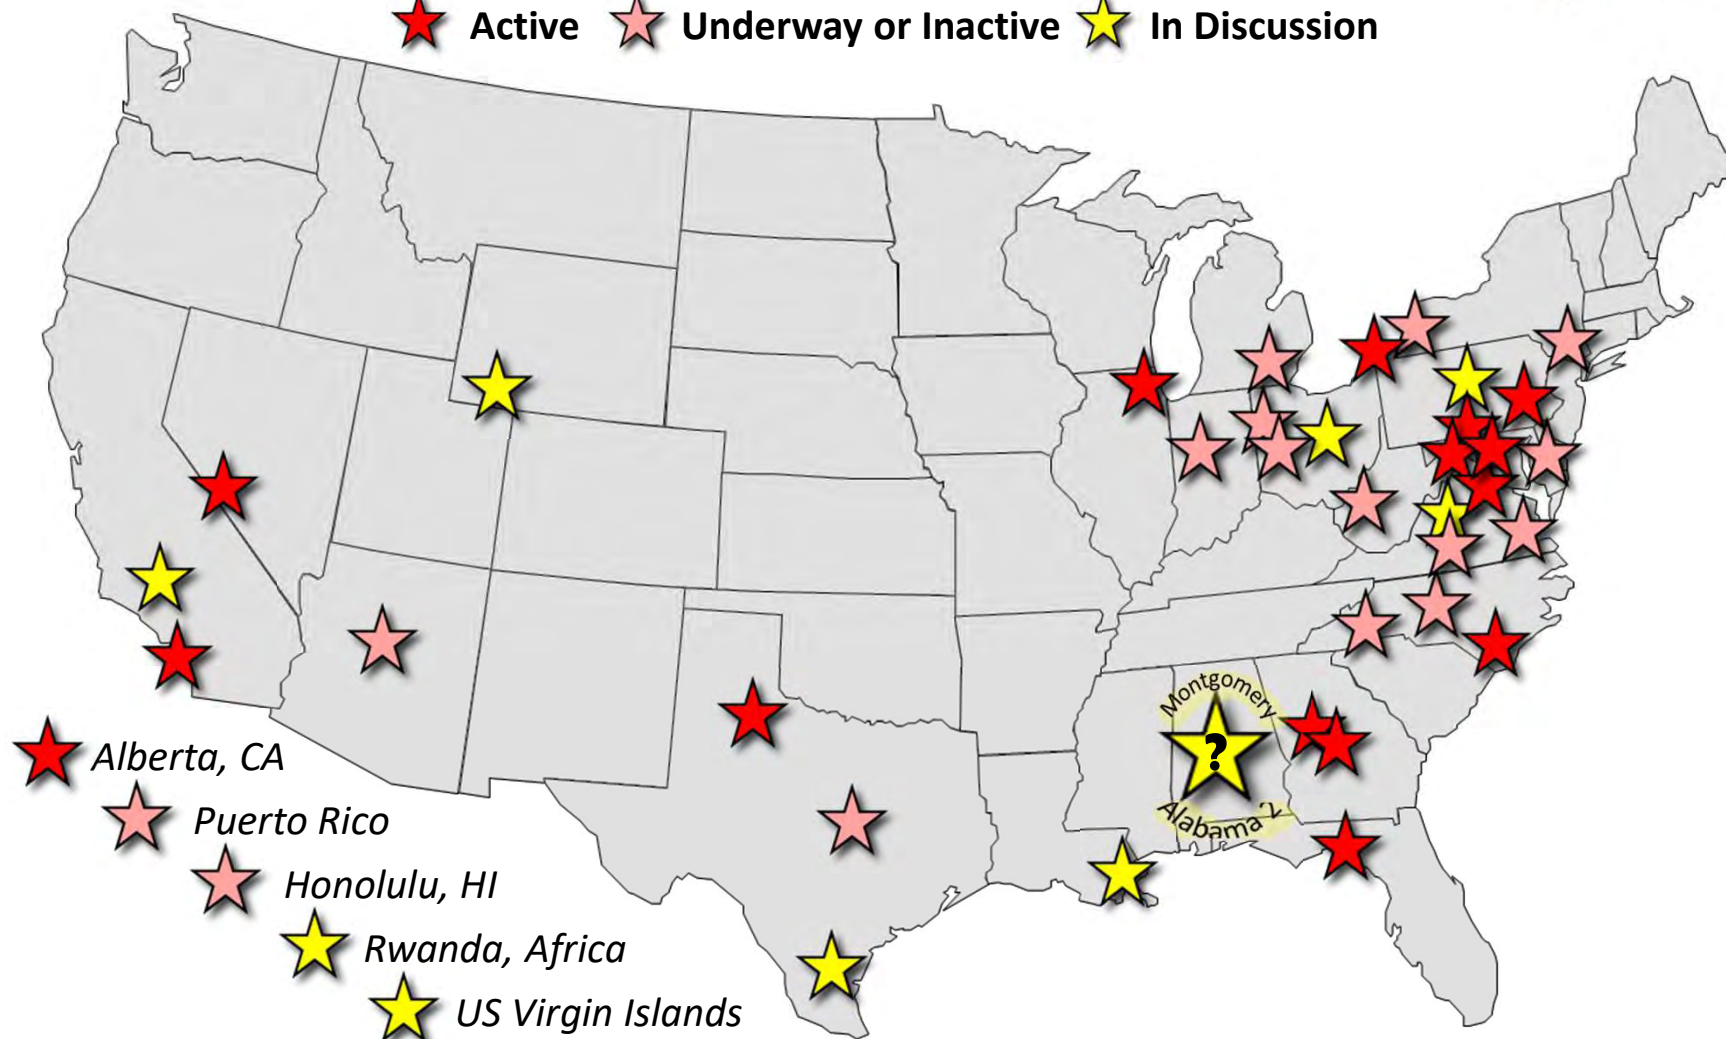 Active Underway or Inactive In Discussion
Montgomery
?
Alabama 2
Alberta, CA
Puerto Rico
Honolulu, HI
Rwanda, Africa
US Virgin Islands